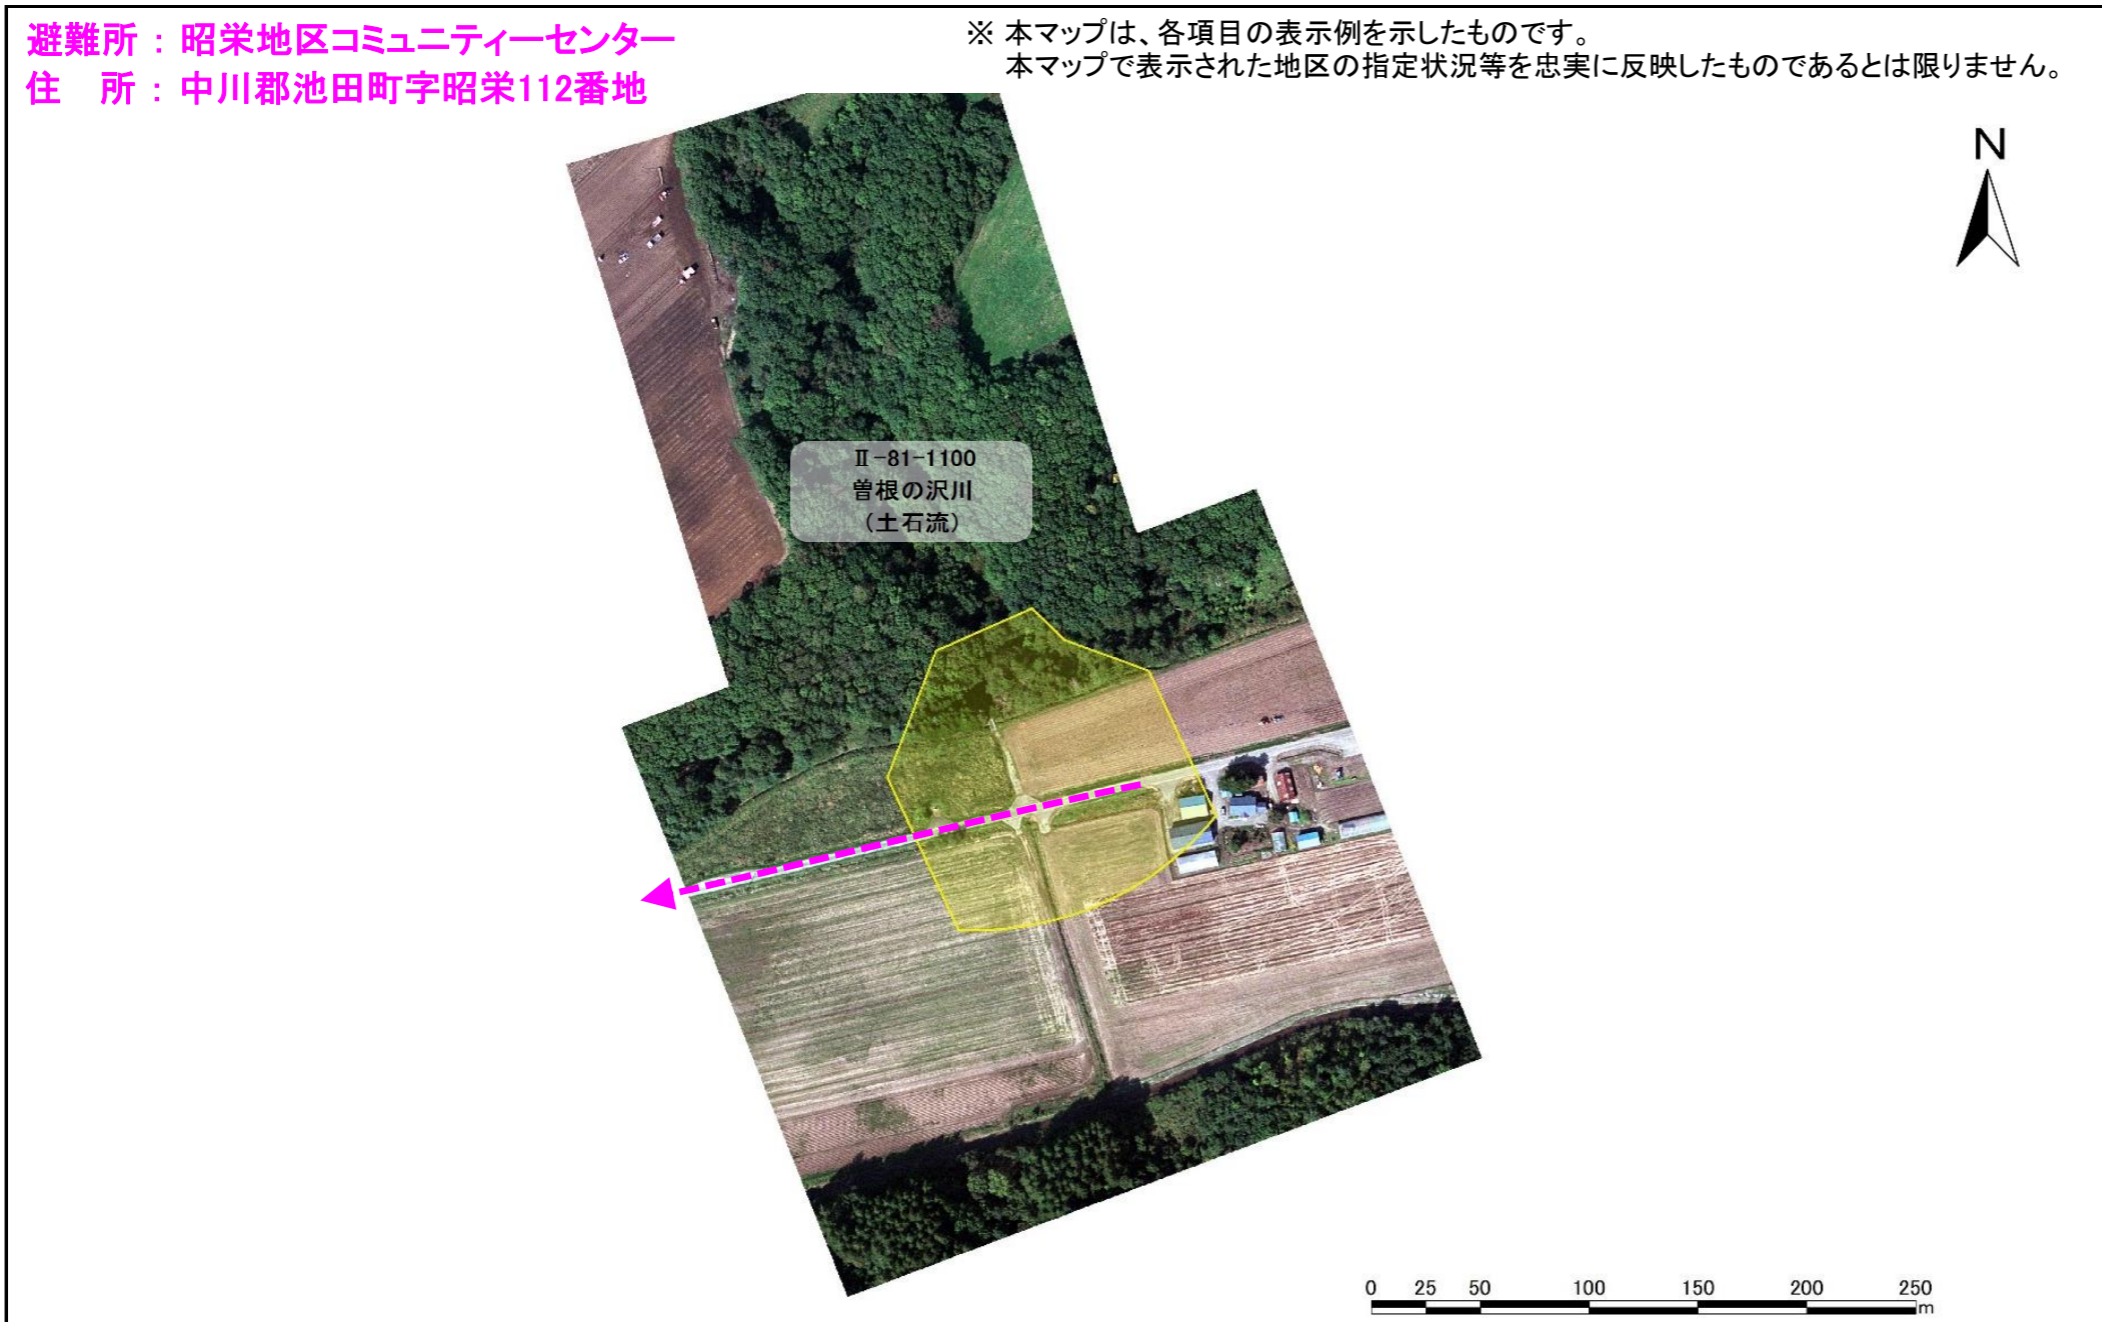 避難所：昭栄地区コミュニティーセンター
住　所：中川郡池田町字昭栄112番地
※ 本マップは、各項目の表示例を示したものです。
本マップで表示された地区の指定状況等を忠実に反映したものであるとは限りません。
N
Ⅱ-81-1100
曽根の沢川
（土石流）
0 25 50 100 150 200 250
m